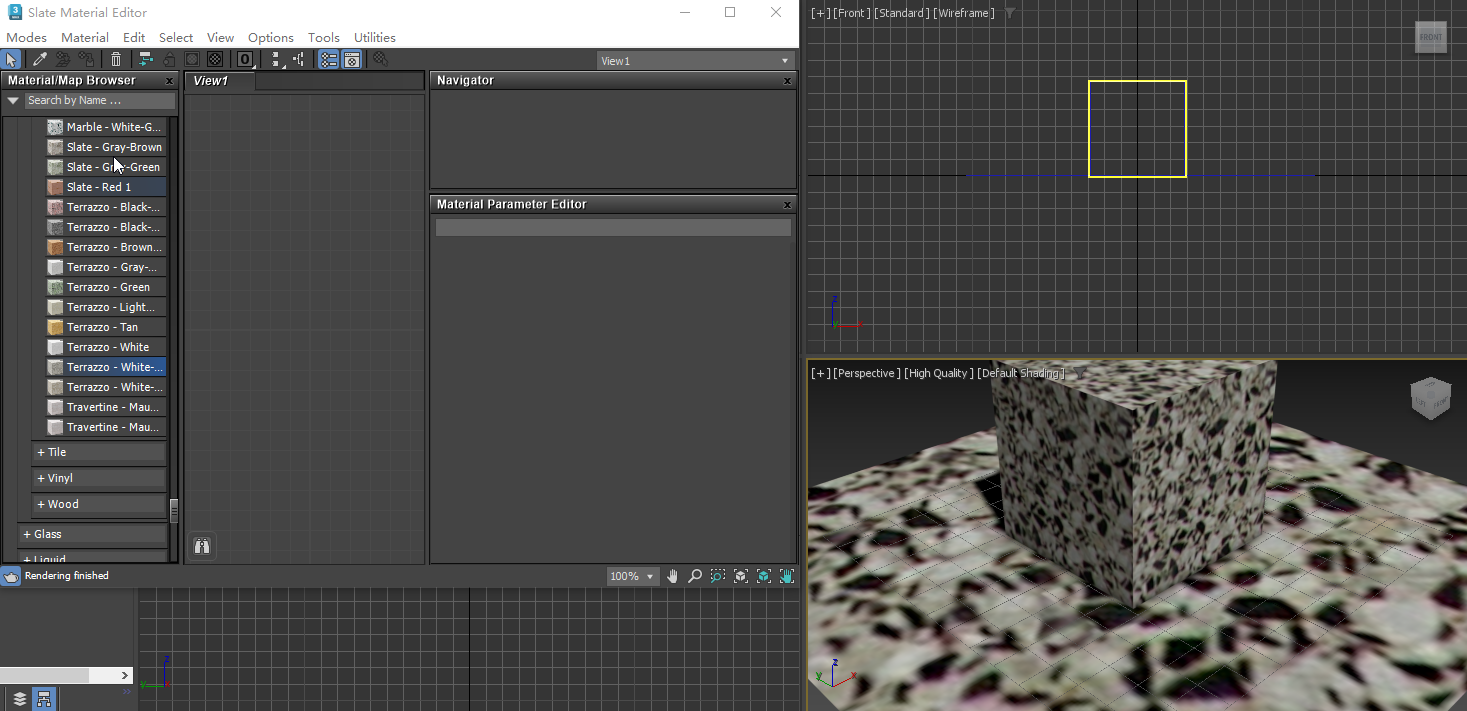 Slate Material Editor
Modes Material Edit Select View Options Tools Utilities
View1
Material/Map Browser
Search by Name ...
Marble - White-G...
Slate - Gray-Brown
Slate - Gray-Green
Slate - Red 1
Terrazzo - Black-...
Terrazzo - Black-...
Terrazzo - Brown...
Terrazzo - Gray-...
Terrazzo - Green
Terrazzo - Light...
Terrazzo - Tan
Terrazzo - White
Terrazzo - White-...
Terrazzo - White-...
Travertine - Mau...
Travertine - Mau...
+ Tile
+ Vinyl
+ Wood
+ Glass
+ Liquid
View1
Navigator
Material Parameter Editor
Rendering finished
100%
z
y
[+] [Front ] [Standard ] [Wireframe ]
FRONT
z
y
[+] [Perspective ] [High Quality ] [Default Shading ]
LEFT
FRONT
z
y
x